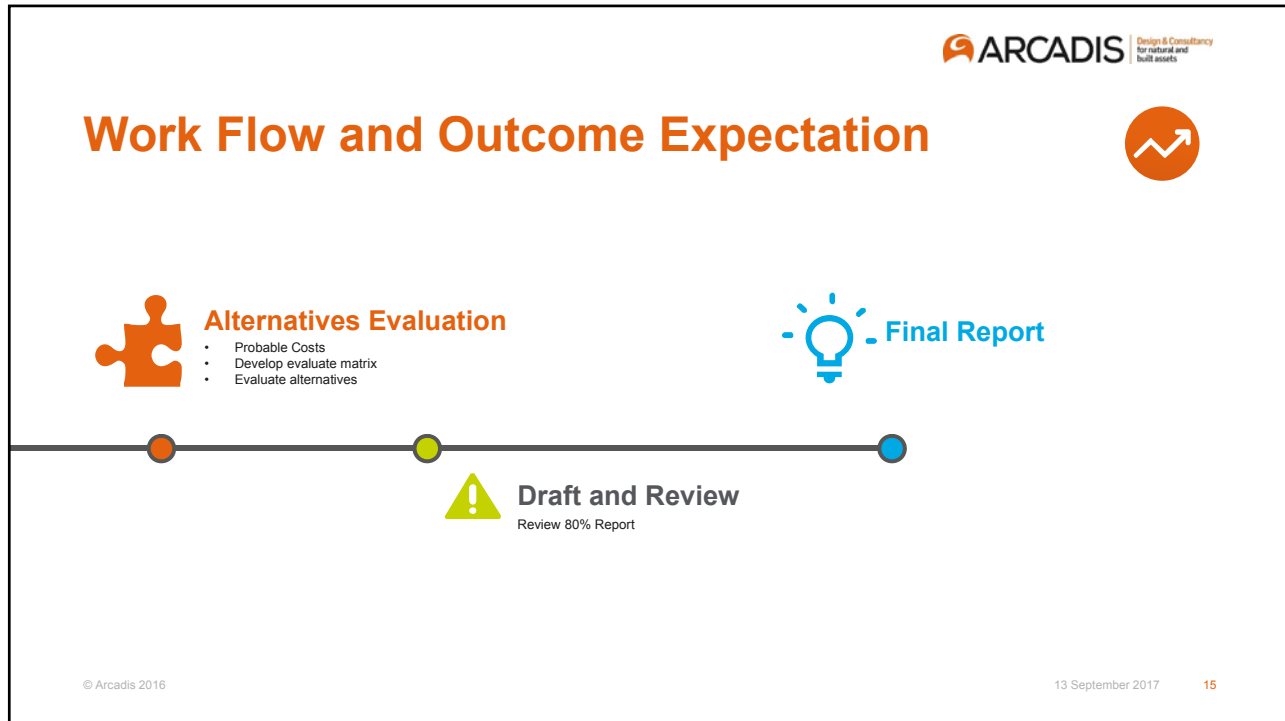 ARCADIS
Design & Consultancy
for natural and
built assets
Work Flow and Outcome Expectation
Alternatives Evaluation
• Probable Costs
• Develop evaluate matrix
• Evaluate alternatives
Final Report
Draft and Review
Review 80% Report
© Arcadis 2016
13 September 2017
15